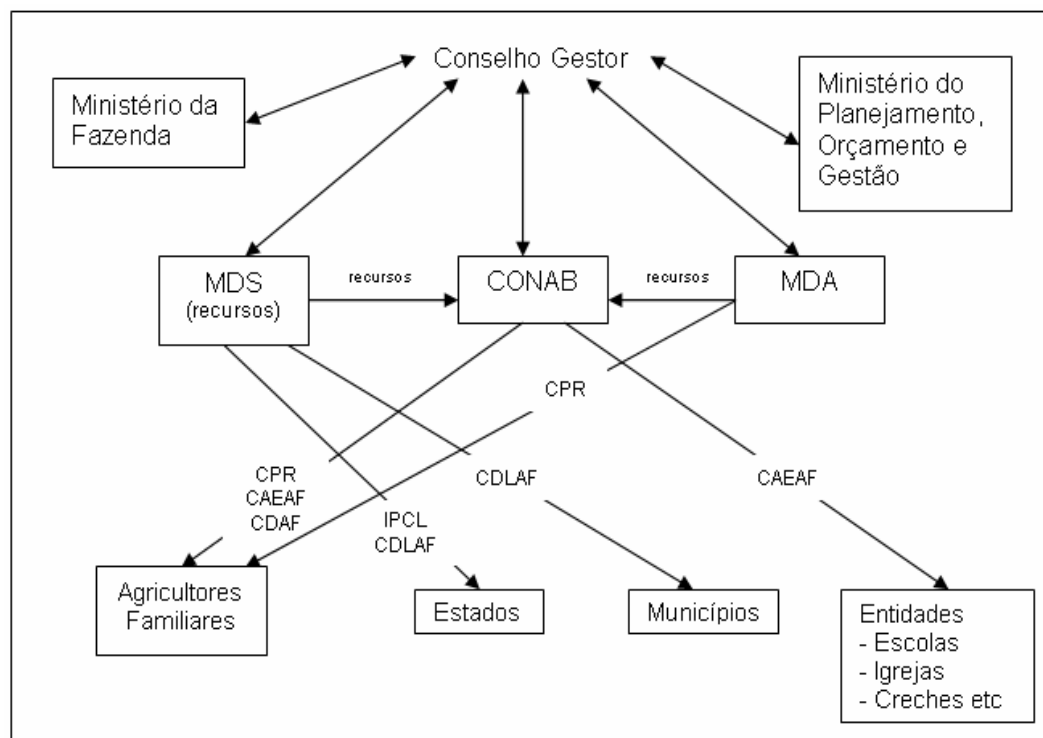 Conselho Gestor
Ministério da
Fazenda
Ministério do
Planejamento,
Orçamento e
Gestão
MDS
(recursos)
recursos
CONAB
recursos
MDA
CPR
CPR
CAEAF
CDAF
IPCL
CDLAF
CDLAF
CAEAF
Agricultores
Familiares
Estados
Municípios
Entidades
- Escolas
- Igrejas
- Creches etc